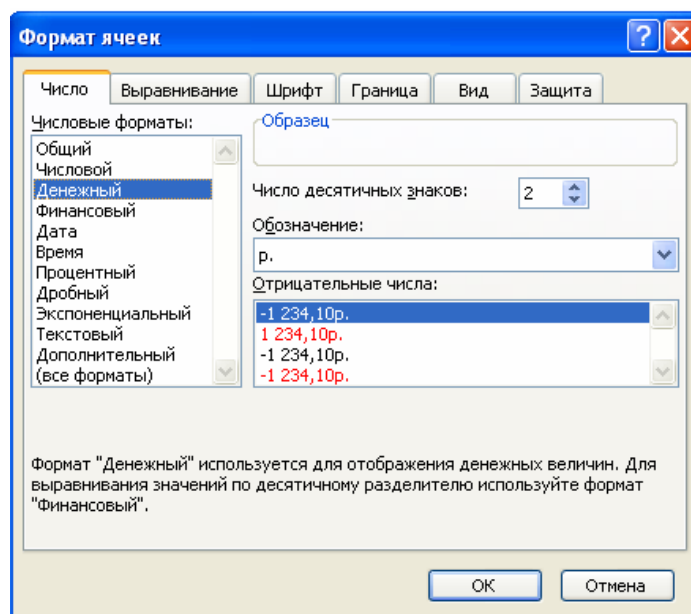 Формат ячеек
Число Выравнивание Шрифт Граница Вид Защита
Числовые форматы:
Общий
Числовой
Денежный
Финансовый
Дата
Время
Процентный
Дробный
Экспоненциальный
Текстовый
Дополнительный
(все форматы)
Образец
Число десятичных знаков: 2
Обозначение:
р.
Отрицательные числа:
-1 234,10р.
1 234,10р.
-1 234,10р.
-1 234,10р.
Формат "Денежный" используется для отображения денежных величин. Для
выравнивания значений по десятичному разделителю используйте формат
"Финансовый".
ОК Отмена